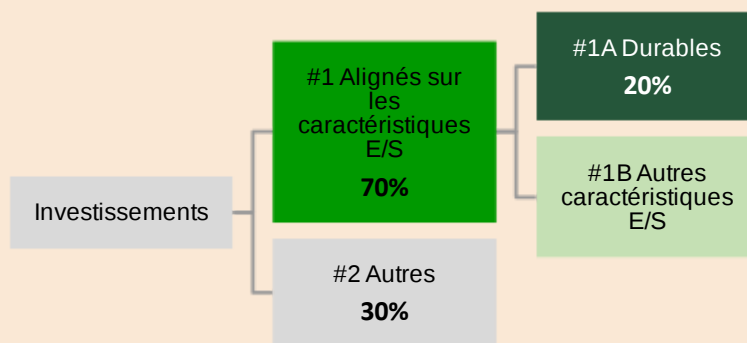 Investissements
#1 Alignés sur
les
caractéristiques
E/S
70%
#2 Autres
30%
#1A Durables
20%
#1B Autres
caractéristiques
E/S